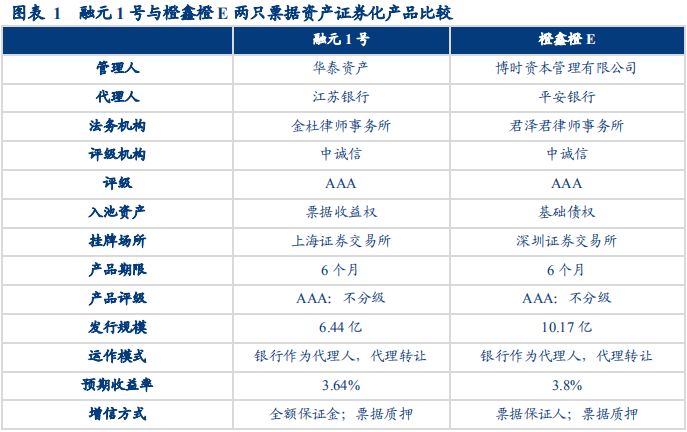 图表 1 融元 1 号与橙鑫橙 E 两只票据资产证券化产品比较
融元 1 号 橙鑫橙 E
管理人 华泰资产 博时资本管理有限公司
代理人 江苏银行 平安银行
法务机构 金杜律师事务所 君泽君律师事务所
评级机构 中诚信 中诚信
评级 AAA AAA
入池资产 票据收益权 基础债权
挂牌场所 上海证券交易所 深圳证券交易所
产品期限 6 个月 6 个月
产品评级 AAA：不分级 AAA：不分级
发行规模 6.44 亿 10.17 亿
运作模式 银行作为代理人，代理转让 银行作为代理人，代理转让
预期收益率 3.64% 3.8%
增信方式 全额保证金；票据质押 票据保证人；票据质押